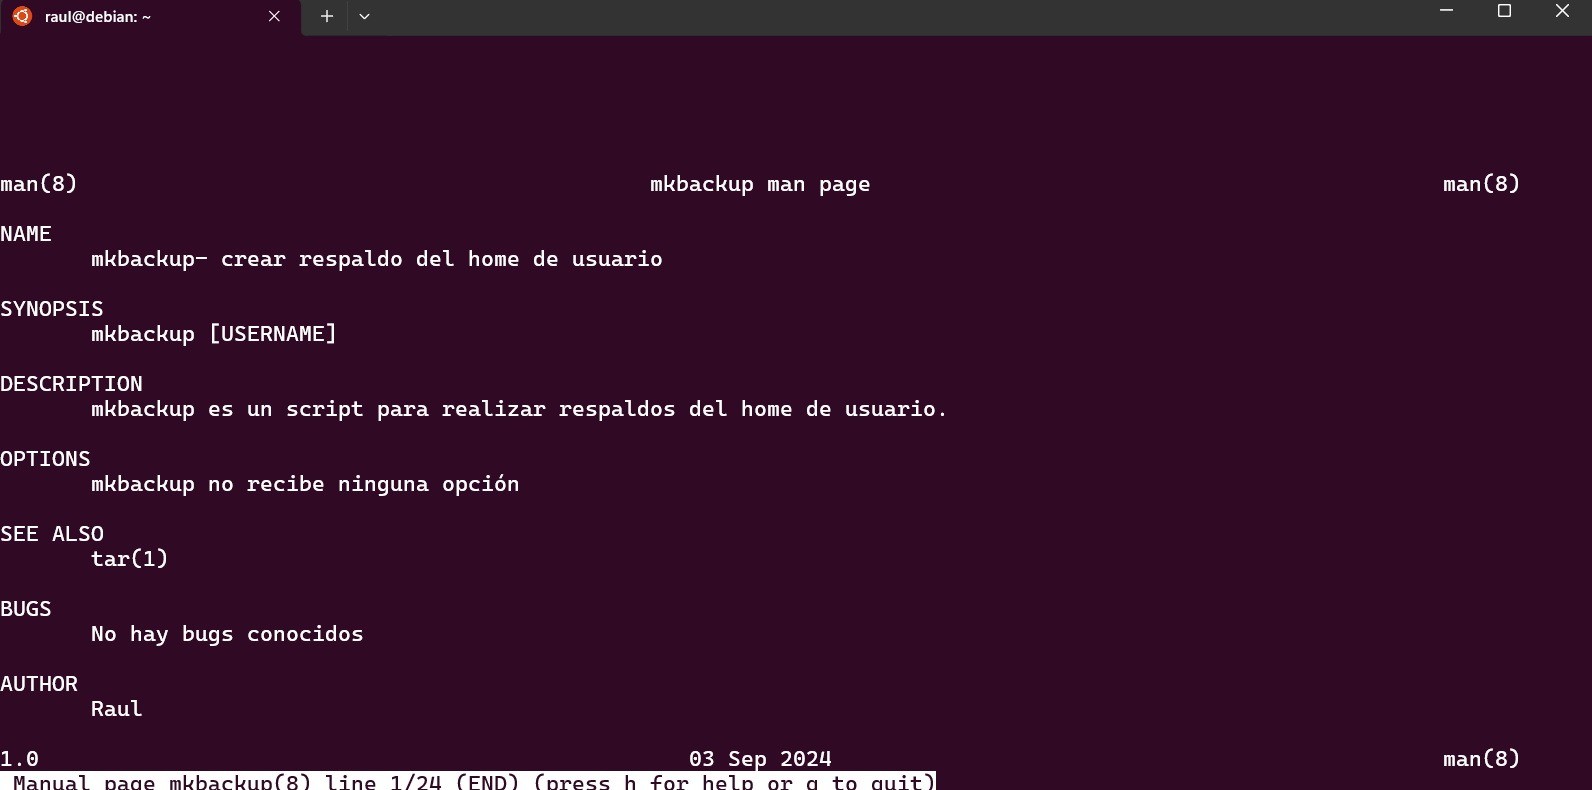 raul@debian: ~
man(8) mkbackup man page man(8)
NAME
mkbackup- crear respaldo del home de usuario
SYNOPSIS
mkbackup [USERNAME]
DESCRIPTION
mkbackup es un script para realizar respaldos del home de usuario.
OPTIONS
mkbackup no recibe ninguna opción
SEE ALSO
tar(1)
BUGS
No hay bugs conocidos
AUTHOR
Raul
1.0 03 Sep 2024 man(8)
Manual page mkbackup(8) line 1/24 (END) (press h for help or q to quit)